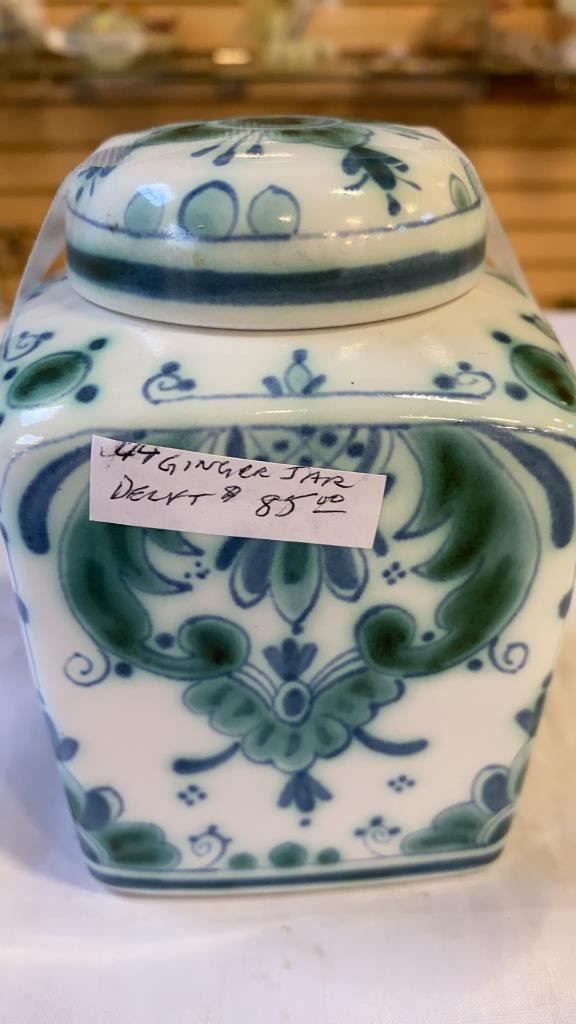 44 GINGER JAR
DELFT $ 85.00